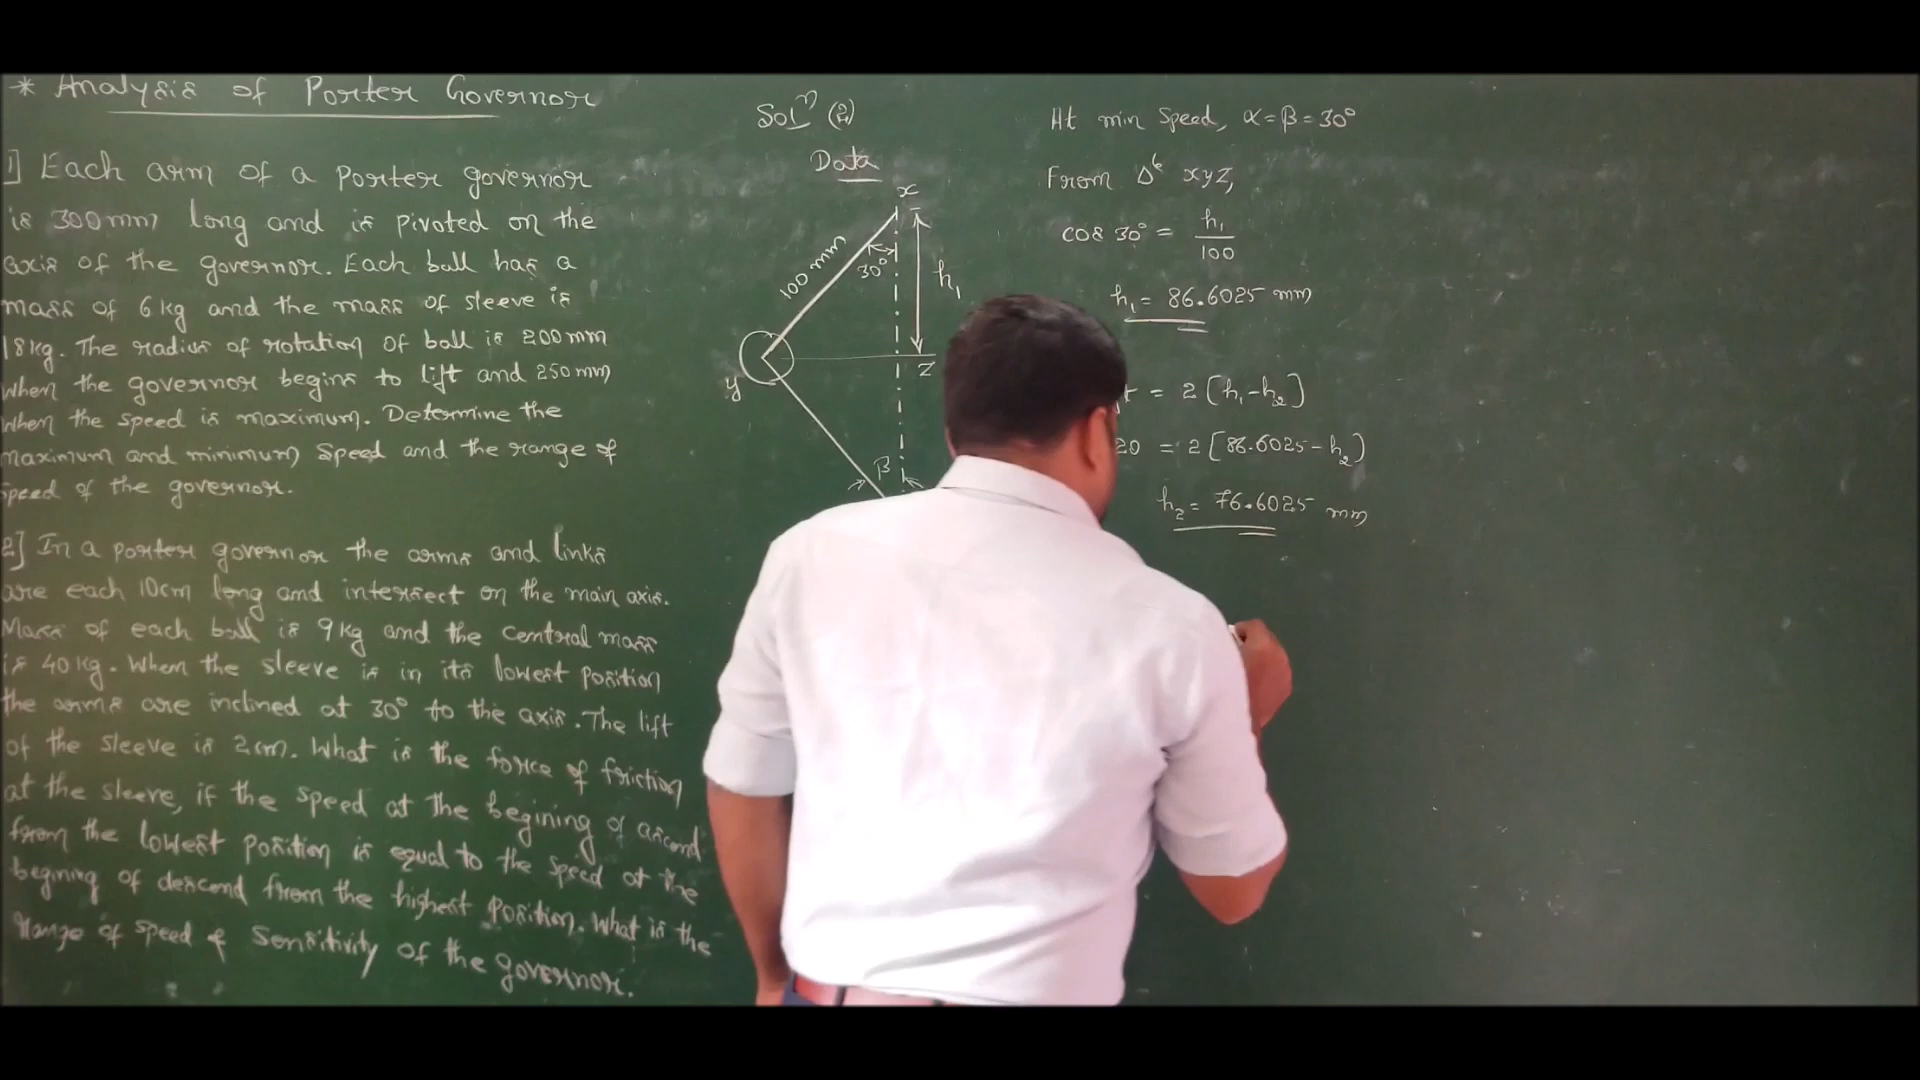 * Analysis of Porter Governor
1] Each arm of a porter governor
is 300mm long and is pivoted on the
axis of the governor. Each ball has a
mass of 6kg and the mass of sleeve is
18kg. The radius of rotation of ball is 200mm
when the governor begins to lift and 250mm
when the speed is maximum. Determine the
maximum and minimum speed and the range of
speed of the governor.
2] In a porter governor the arms and links
are each 10cm long and intersect on the main axis.
Mass of each ball is 9kg and the central mass
is 40kg. When the sleeve is in its lowest position
the arms are inclined at 30° to the axis. The lift
of the sleeve is 2cm. What is the force of friction
at the sleeve, if the speed at the begining of ascend
from the lowest position is equal to the speed at the
begining of descend from the highest position. What is the
range of speed & sensitivity of the governor.
Solⁿ (2)
Data
x
100 mm
30°
h₁
y
z
β
At min speed, α=β=30°
From Δˡᵉ xyz,
cos 30° = h₁
100
h₁ = 86.6025 mm
= 2 [h₁-h₂]
20 = 2 [86.6025 - h₂]
h₂ = 76.6025 mm